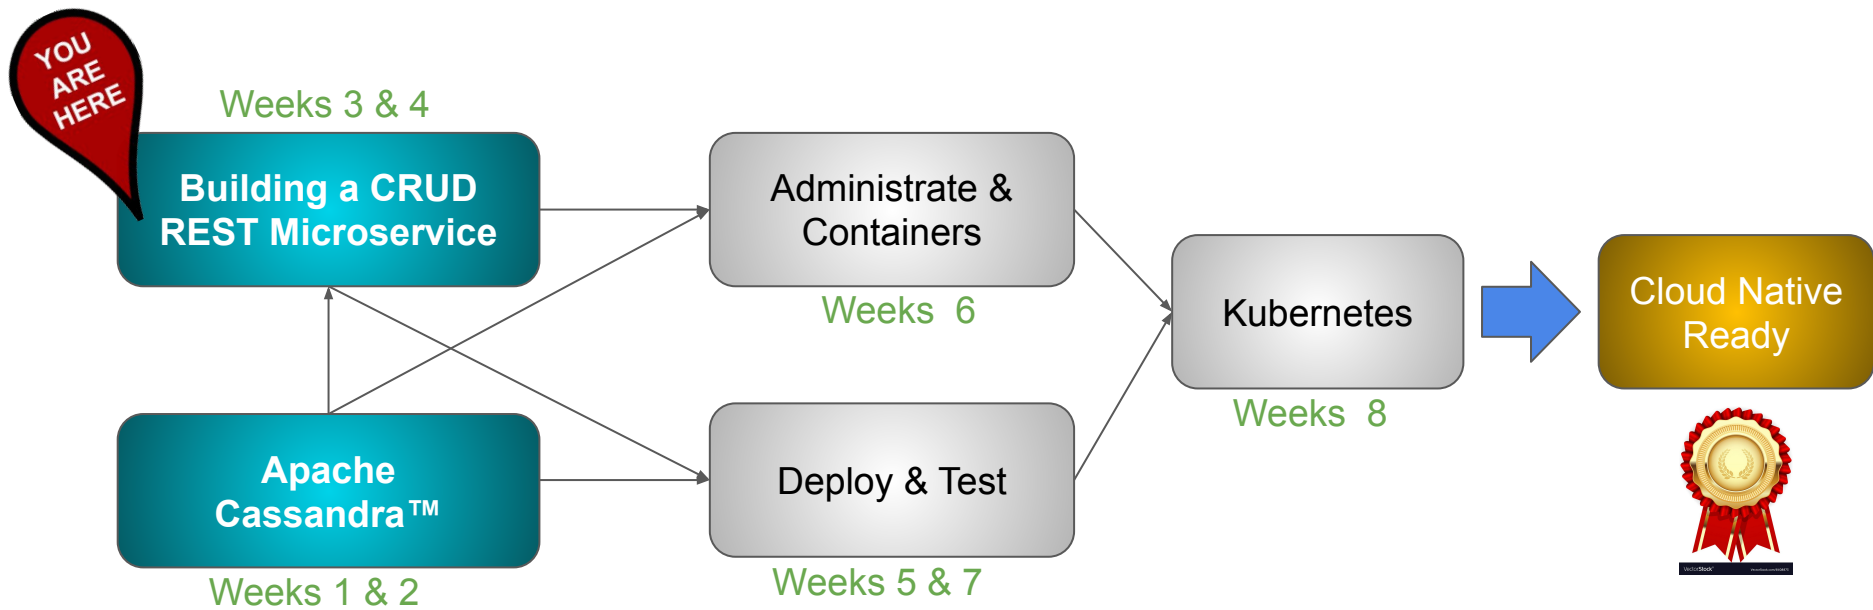 YOU
ARE
HERE
Weeks 3 & 4
Building a CRUD
REST Microservice
Administrate &
Containers
Weeks  6
Kubernetes
Weeks  8
Cloud Native
Ready
Apache
Cassandra™
Weeks 1 & 2
Deploy & Test
Weeks 5 & 7
VectorStock®